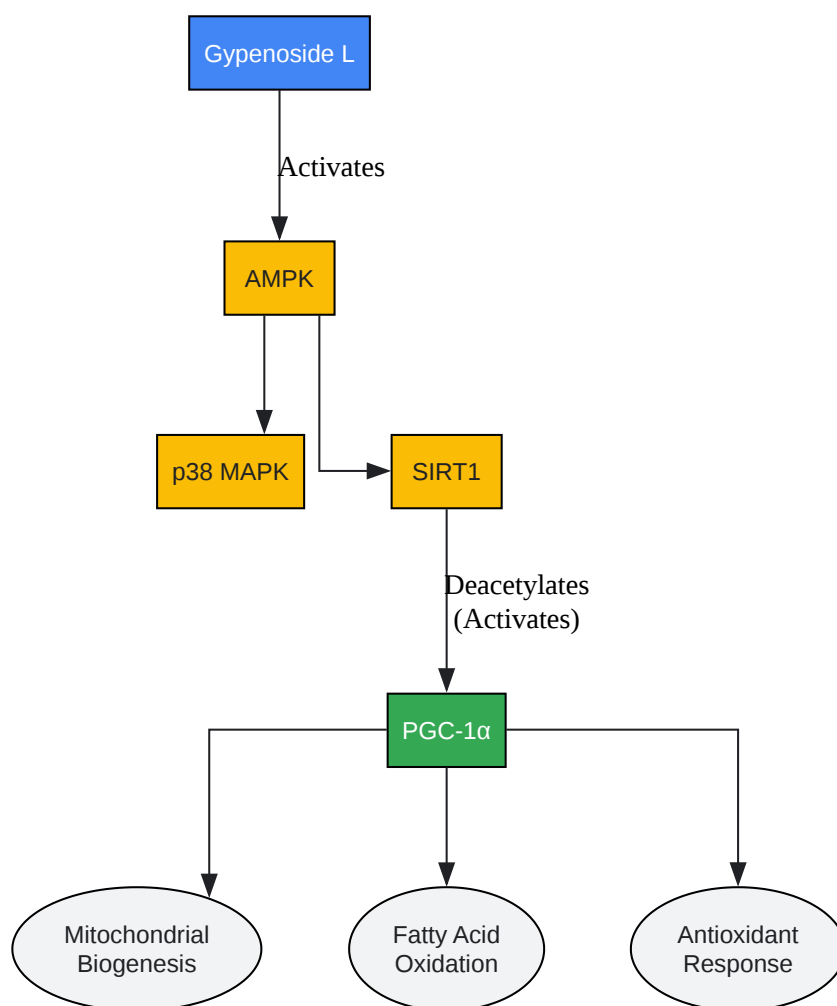 Gypenoside L
Activates
AMPK
p38 MAPK
SIRT1
Deacetylates
(Activates)
PGC-1α
Mitochondrial
Biogenesis
Fatty Acid
Oxidation
Antioxidant
Response